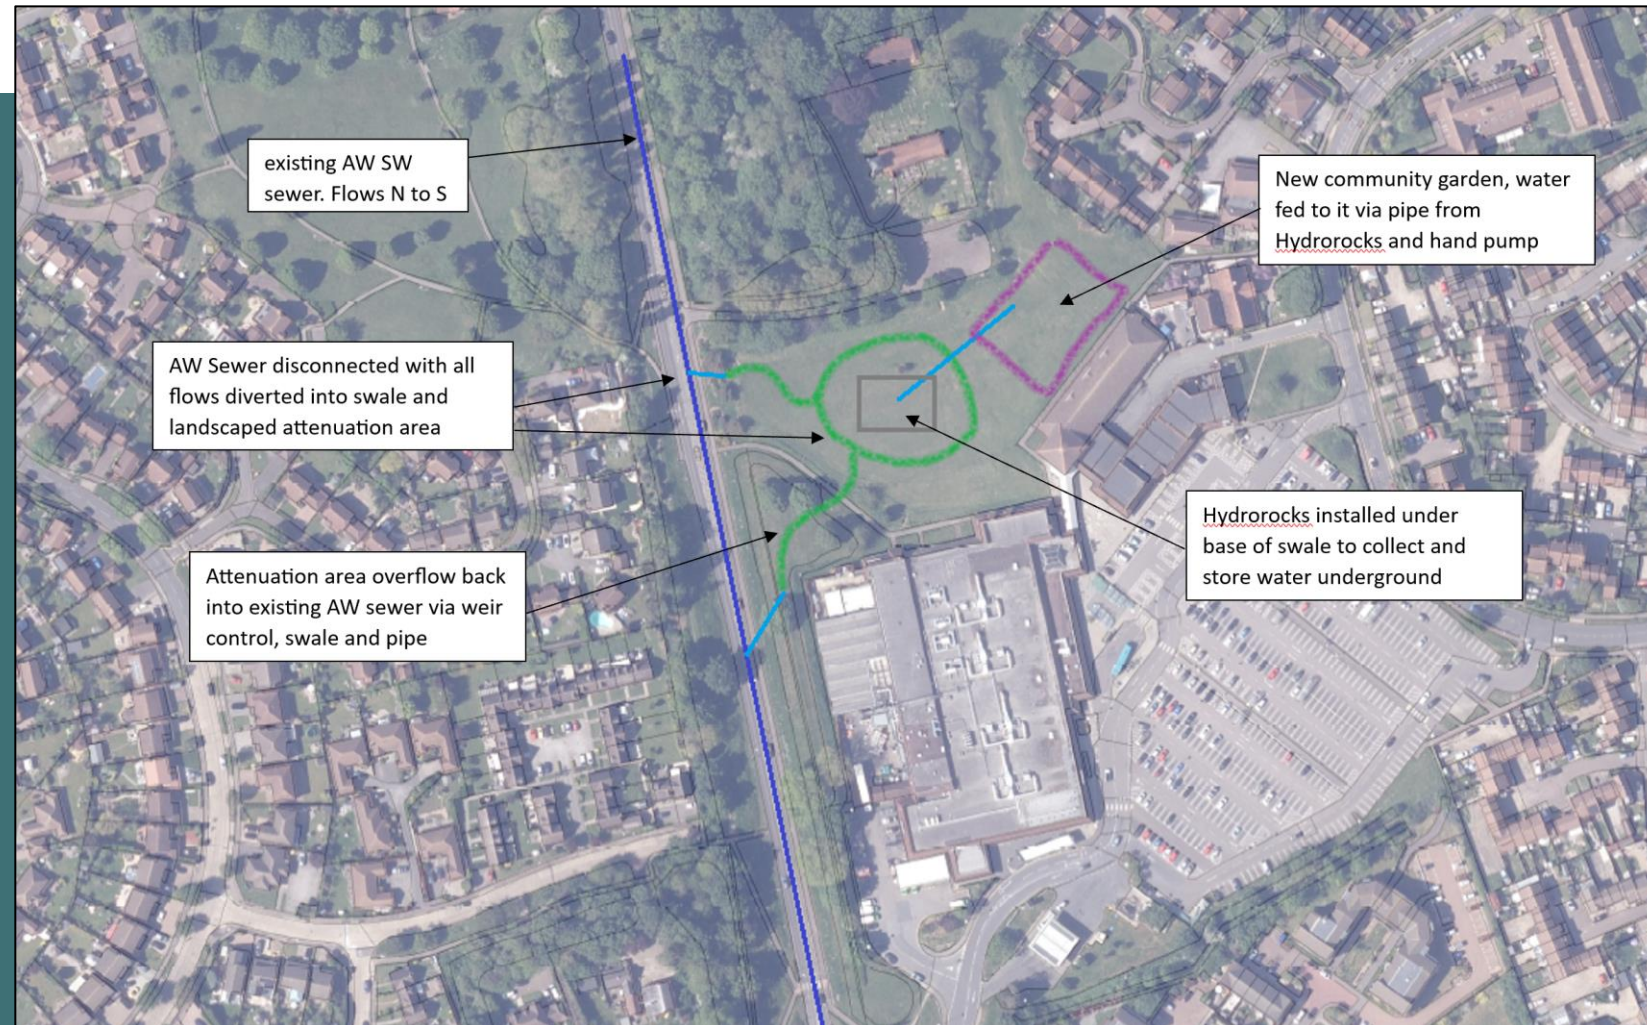 existing AW SW
sewer. Flows N to S
New community garden, water
fed to it via pipe from
Hydrorocks and hand pump
AW Sewer disconnected with all
flows diverted into swale and
landscaped attenuation area
Hydrorocks installed under
base of swale to collect and
store water underground
Attenuation area overflow back
into existing AW sewer via weir
control, swale and pipe